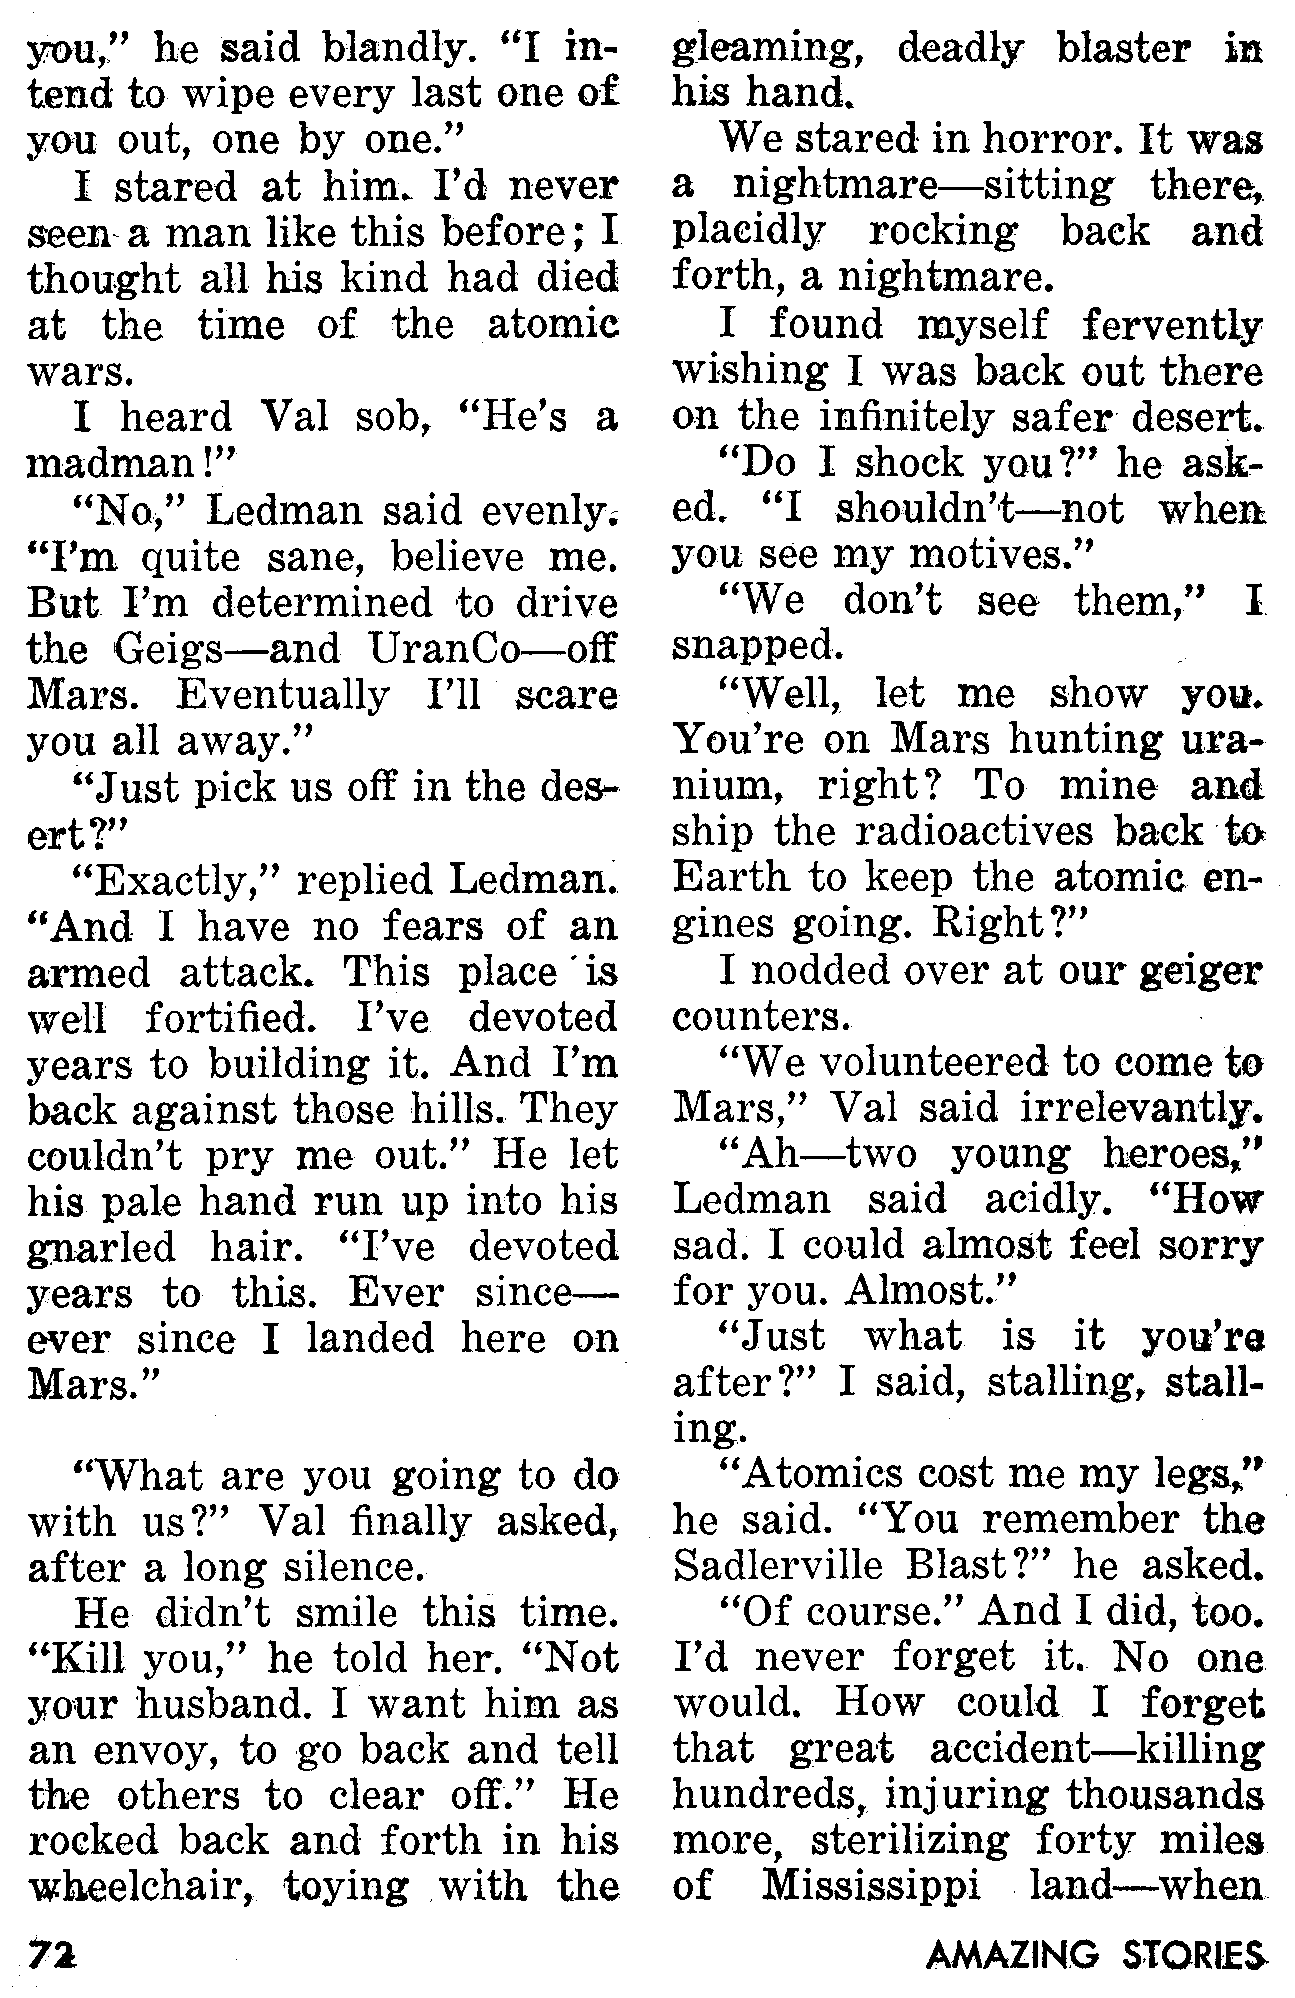 you,” he said blandly. “I in-
tend to wipe every last one of
you out, one by one.”
I stared at him. I’d never
seen a man like this before; I
thought all his kind had died
at the time of the atomic
wars.
I heard Val sob, “He’s a
madman!”
“No,” Ledman said evenly.
“I’m quite sane, believe me.
But I’m determined to drive
the Geigs—and UranCo—off
Mars. Eventually I’ll scare
you all away.”
“Just pick us off in the des-
ert?”
“Exactly,” replied Ledman.
“And I have no fears of an
armed attack. This place is
well fortified. I’ve devoted
years to building it. And I’m
back against those hills. They
couldn’t pry me out.” He let
his pale hand run up into his
gnarled hair. “I’ve devoted
years to this. Ever since—
ever since I landed here on
Mars.”
“What are you going to do
with us?” Val finally asked,
after a long silence.
He didn’t smile this time.
“Kill you,” he told her. “Not
your husband. I want him as
an envoy, to go back and tell
the others to clear off.” He
rocked back and forth in his
wheelchair, toying with the
gleaming, deadly blaster in
his hand.
We stared in horror. It was
a nightmare—sitting there,
placidly rocking back and
forth, a nightmare.
I found myself fervently
wishing I was back out there
on the infinitely safer desert.
“Do I shock you?” he ask-
ed. “I shouldn’t—not when
you see my motives.”
“We don’t see them,” I
snapped.
“Well, let me show you.
You’re on Mars hunting ura-
nium, right? To mine and
ship the radioactives back to
Earth to keep the atomic en-
gines going. Right?”
I nodded over at our geiger
counters.
“We volunteered to come to
Mars,” Val said irrelevantly.
“Ah—two young heroes,”
Ledman said acidly. “How
sad. I could almost feel sorry
for you. Almost.”
“Just what is it you’re
after?” I said, stalling, stall-
ing.
“Atomics cost me my legs,”
he said. “You remember the
Sadlerville Blast?” he asked.
“Of course.” And I did, too.
I’d never forget it. No one
would. How could I forget
that great accident—killing
hundreds, injuring thousands
more, sterilizing forty miles
of Mississippi land—when
72
AMAZING STORIES